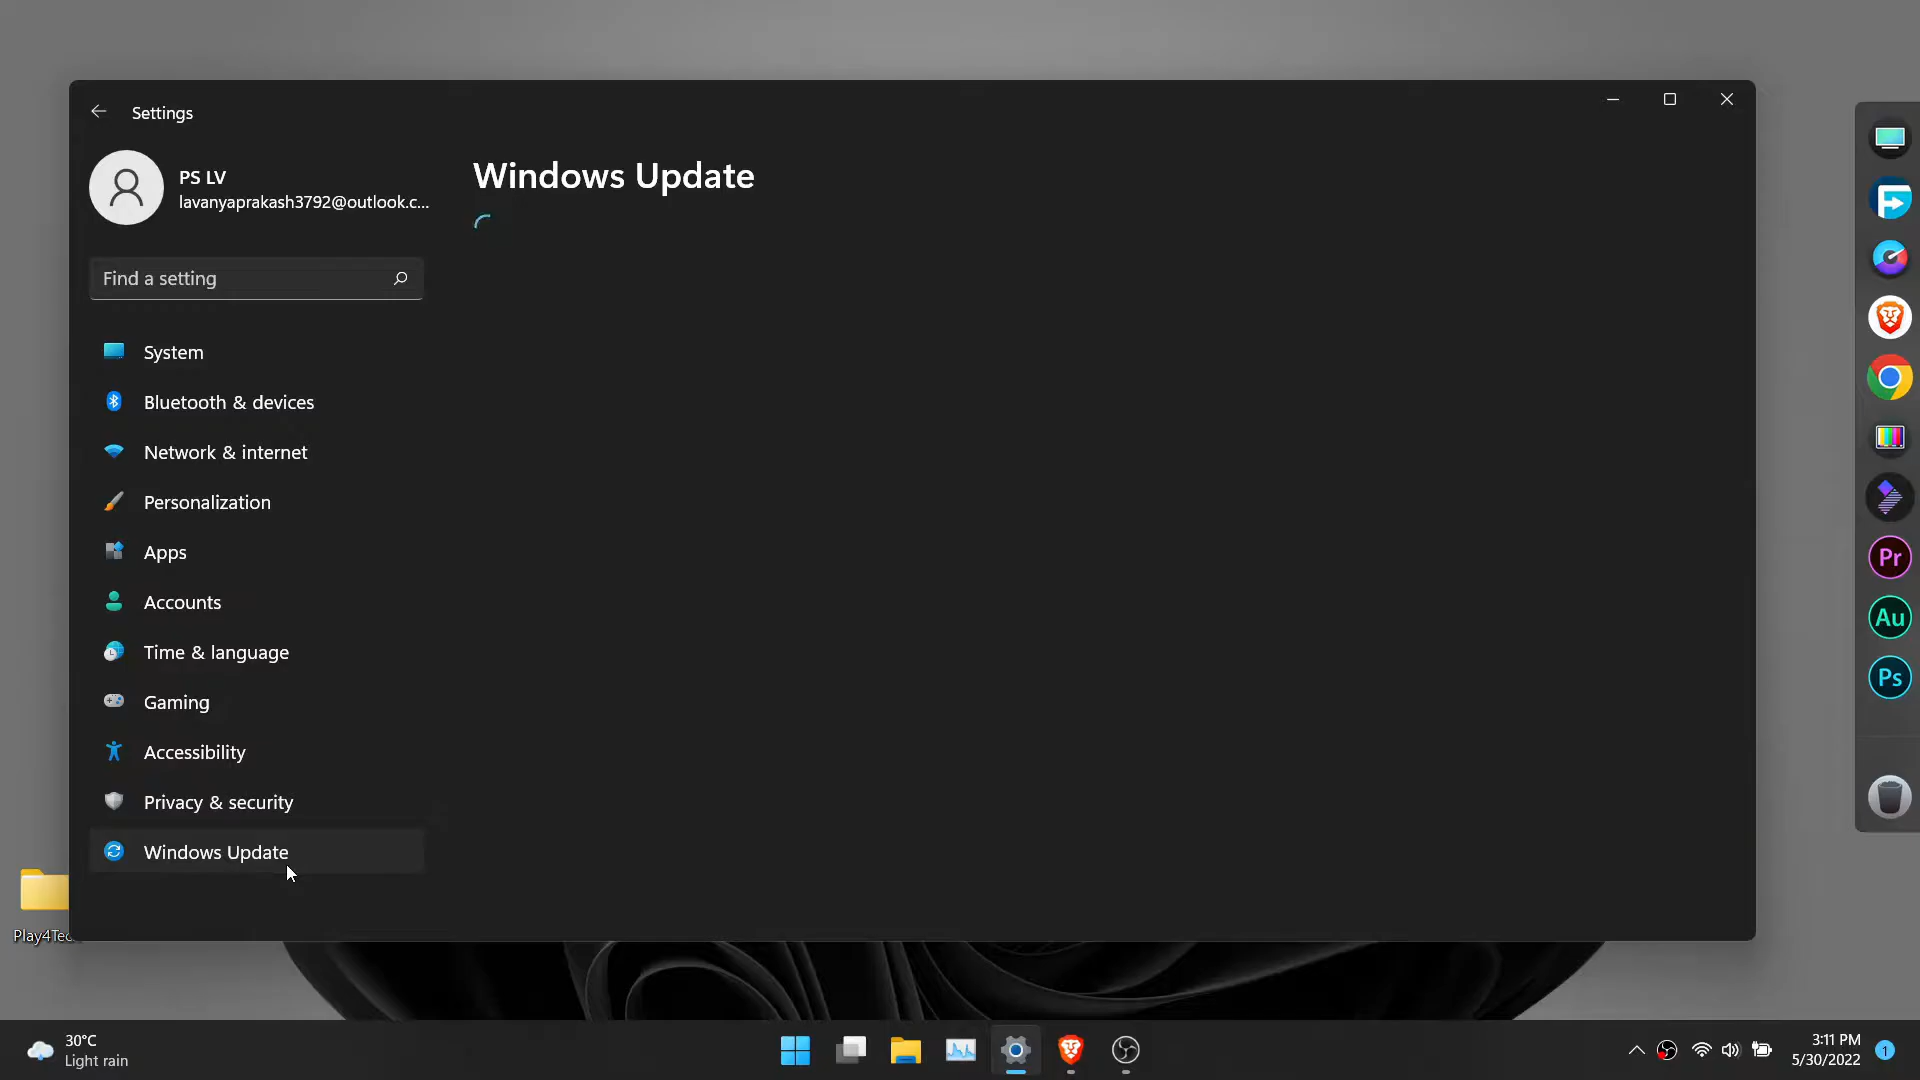 Settings
PS LV
lavanyaprakash3792@outlook.c...
Find a setting
System
Bluetooth & devices
Network & internet
Personalization
Apps
Accounts
Time & language
Gaming
Accessibility
Privacy & security
Windows Update
Windows Update
Pr
Au
Ps
Play4Tec
30°C
Light rain
3:11 PM
5/30/2022
1